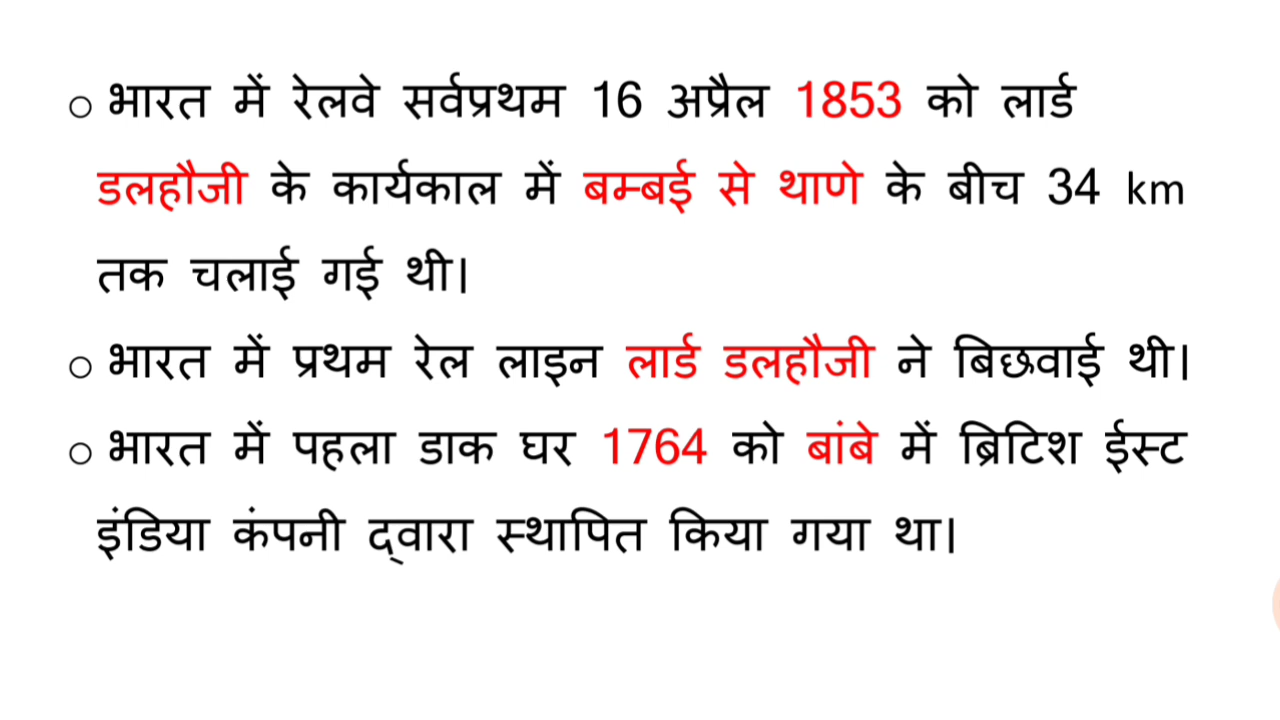 ○ भारत में रेलवे सर्वप्रथम 16 अप्रैल 1853 को लार्ड
डलहौजी के कार्यकाल में बम्बई से थाणे के बीच 34 km
तक चलाई गई थी।
○ भारत में प्रथम रेल लाइन लार्ड डलहौजी ने बिछवाई थी।
○ भारत में पहला डाक घर 1764 को बांबे में ब्रिटिश ईस्ट
इंडिया कंपनी द्वारा स्थापित किया गया था।